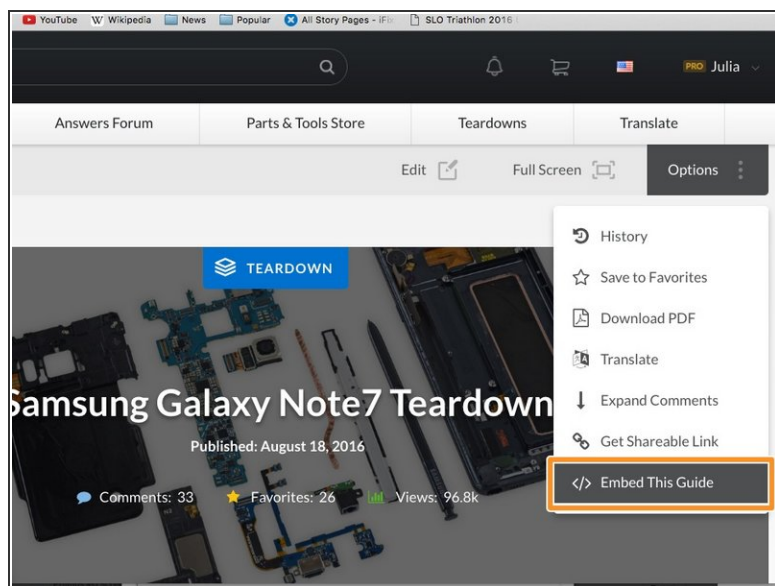 YouTube W Wikipedia News Popular All Story Pages - iFi SLO Triathlon 2016
PRO Julia
Answers Forum Parts & Tools Store Teardowns Translate
Edit Full Screen Options
History
Save to Favorites
Download PDF
Translate
Expand Comments
Get Shareable Link
</> Embed This Guide
TEARDOWN
Samsung Galaxy Note7 Teardown
Published: August 18, 2016
Comments: 33 Favorites: 26 Views: 96.8k